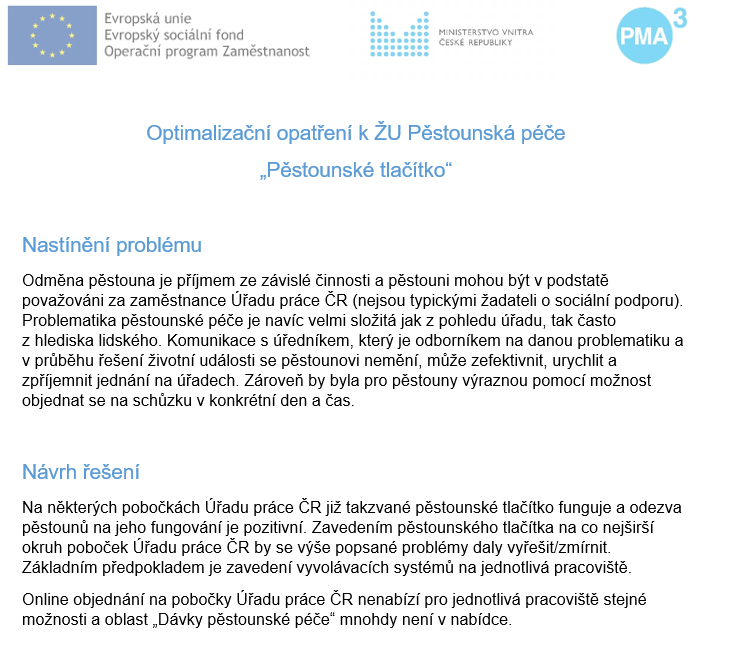 Evropská unie
Evropský sociální fond
Operační program Zaměstnanost
MINISTERSTVO VNITRA
ČESKÉ REPUBLIKY
PMA 3
Optimalizační opatření k ŽU Pěstounská péče
„Pěstounské tlačítko“
Nastínění problému
Odměna pěstouna je příjmem ze závislé činnosti a pěstouni mohou být v podstatě
považováni za zaměstnance Úřadu práce ČR (nejsou typickými žadateli o sociální podporu).
Problematika pěstounské péče je navíc velmi složitá jak z pohledu úřadu, tak často
z hlediska lidského. Komunikace s úředníkem, který je odborníkem na danou problematiku a
v průběhu řešení životní události se pěstounovi nemění, může zefektivnit, urychlit a
zpříjemnit jednání na úřadech. Zároveň by byla pro pěstouny výraznou pomocí možnost
objednat se na schůzku v konkrétní den a čas.
Návrh řešení
Na některých pobočkách Úřadu práce ČR již takzvané pěstounské tlačítko funguje a odezva
pěstounů na jeho fungování je pozitivní. Zavedením pěstounského tlačítka na co nejširší
okruh poboček Úřadu práce ČR by se výše popsané problémy daly vyřešit/zmírnit.
Základním předpokladem je zavedení vyvolávacích systémů na jednotlivá pracoviště.
Online objednání na pobočky Úřadu práce ČR nenabízí pro jednotlivá pracoviště stejné
možnosti a oblast „Dávky pěstounské péče“ mnohdy není v nabídce.